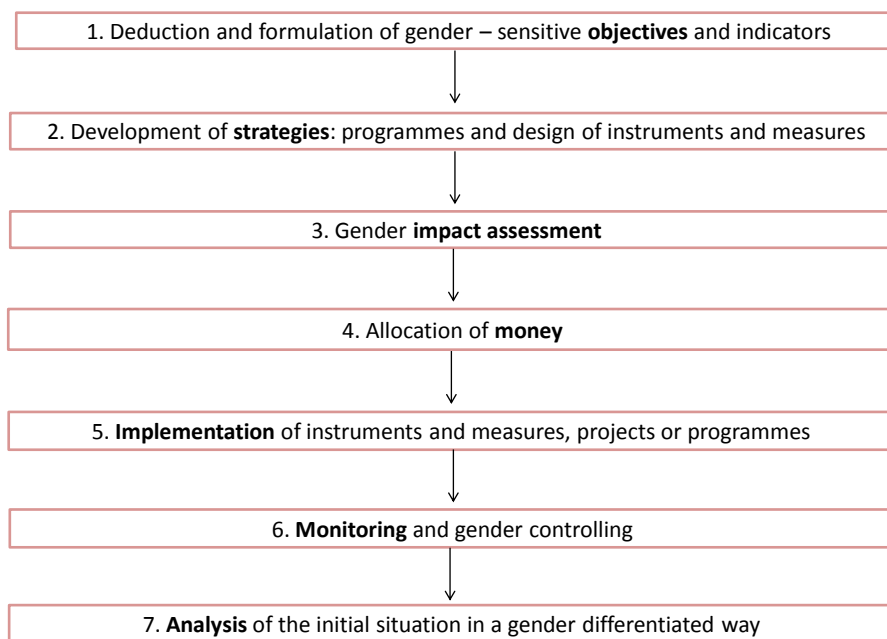 1. Deduction and formulation of gender – sensitive objectives and indicators
2. Development of strategies: programmes and design of instruments and measures
3. Gender impact assessment
4. Allocation of money
5. Implementation of instruments and measures, projects or programmes
6. Monitoring and gender controlling
7. Analysis of the initial situation in a gender differentiated way